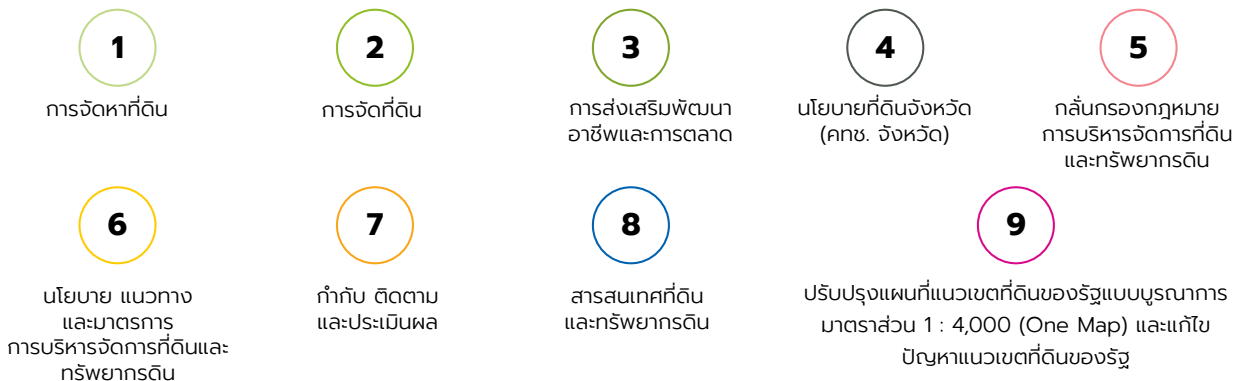 1
การจัดหาที่ดิน
2
การจัดที่ดิน
3
การส่งเสริมพัฒนา
อาชีพและการตลาด
4
นโยบายที่ดินจังหวัด
(คทช. จังหวัด)
5
กลั่นกรองกฎหมาย
การบริหารจัดการที่ดิน
และทรัพยากรดิน
6
นโยบาย แนวทาง
และมาตรการ
การบริหารจัดการที่ดินและ
ทรัพยากรดิน
7
กำกับ ติดตาม
และประเมินผล
8
สารสนเทศที่ดิน
และทรัพยากรดิน
9
ปรับปรุงแผนที่แนวเขตที่ดินของรัฐแบบบูรณาการ
มาตราส่วน 1 : 4,000 (One Map) และแก้ไข
ปัญหาแนวเขตที่ดินของรัฐ